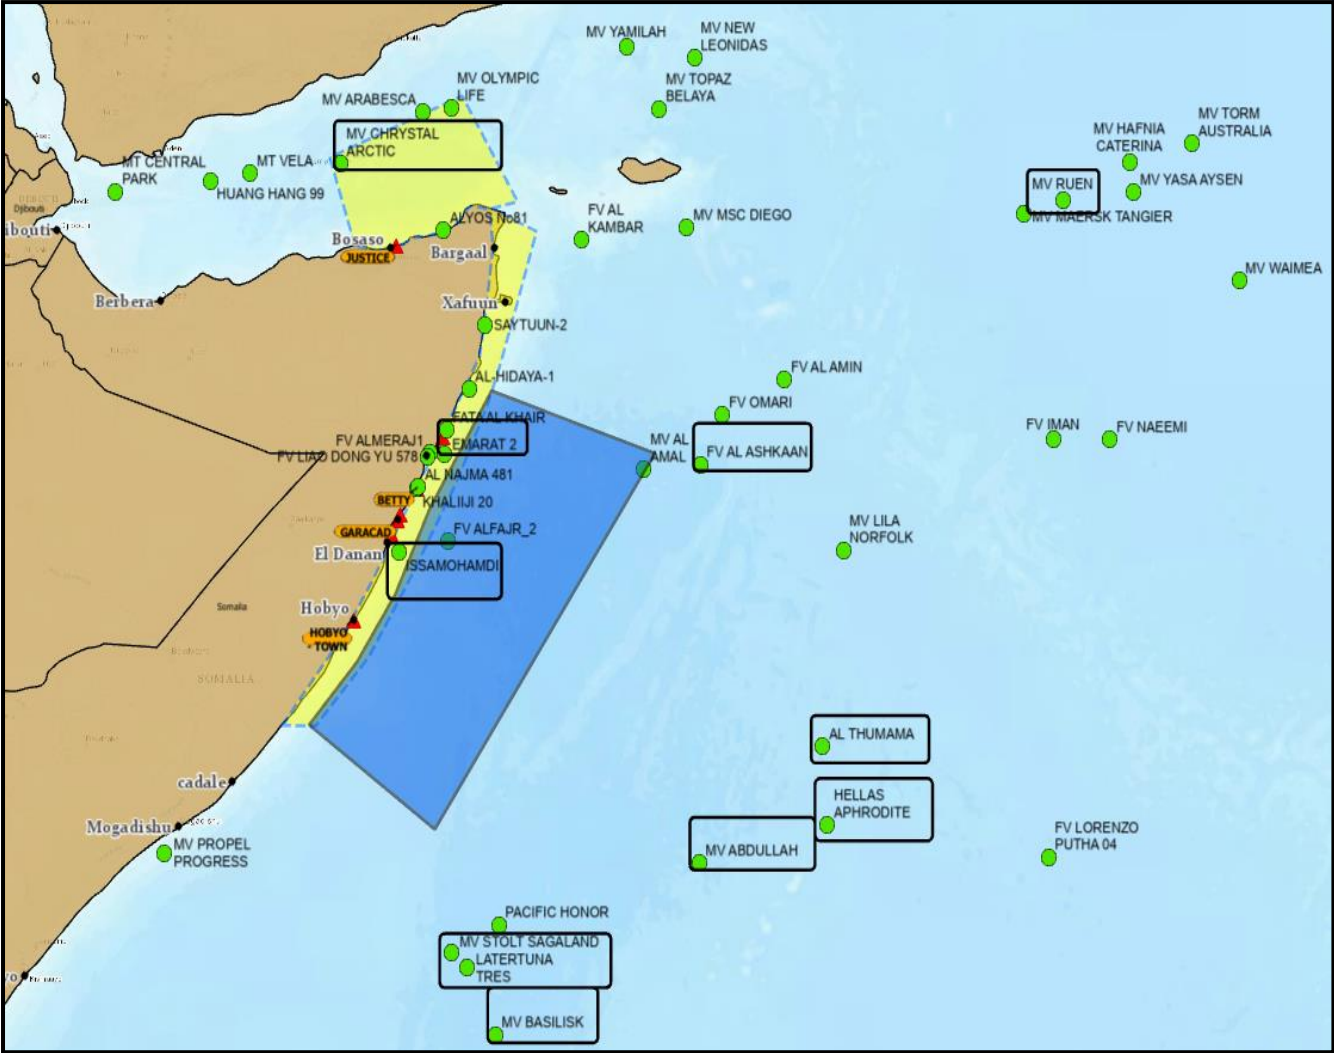 MV YAMILAH
MV NEW
LEONIDAS
MV OLYMPIC
LIFE
MV TOPAZ
BELAYA
MV ARABESCA
MV CHRYSTAL
ARCTIC
MV TORM
AUSTRALIA
MV HAFNIA
CATERINA
MT CENTRAL
PARK
MT VELA
HUANG HANG 99
MV RUEN
MV YASA AYSEN
MV MAERSK TANGIER
ALYOS No81
FV AL
KAMBAR
MV MSC DIEGO
Djibouti
ibouti
Bosaso
JUSTICE
Bargaal
MV WAIMEA
Berbera
Xafuun
SAYTUUN-2
FV AL AMIN
AL-HIDAYA-1
FV OMARI
FATA AL KHAIR
FV ALMERAJ1
EMARAT 2
FV LIAO DONG YU 578
MV AL
AMAL
FV AL ASHKAAN
FV IMAN
FV NAEEMI
AL NAJMA 481
BETTY
KHALIIJI 20
GARACAD
FV ALFAJR_2
MV LILA
NORFOLK
El Danan
ISSAMOHAMDI
Somalia
Hobyo
HOBYO
- TOWN
SOMALIA
AL THUMAMA
cadale
HELLAS
APHRODITE
Mogadishu
MV PROPEL
PROGRESS
MV ABDULLAH
FV LORENZO
PUTHA 04
PACIFIC HONOR
MV STOLT SAGALAND
LATERTUNA
TRES
MV BASILISK